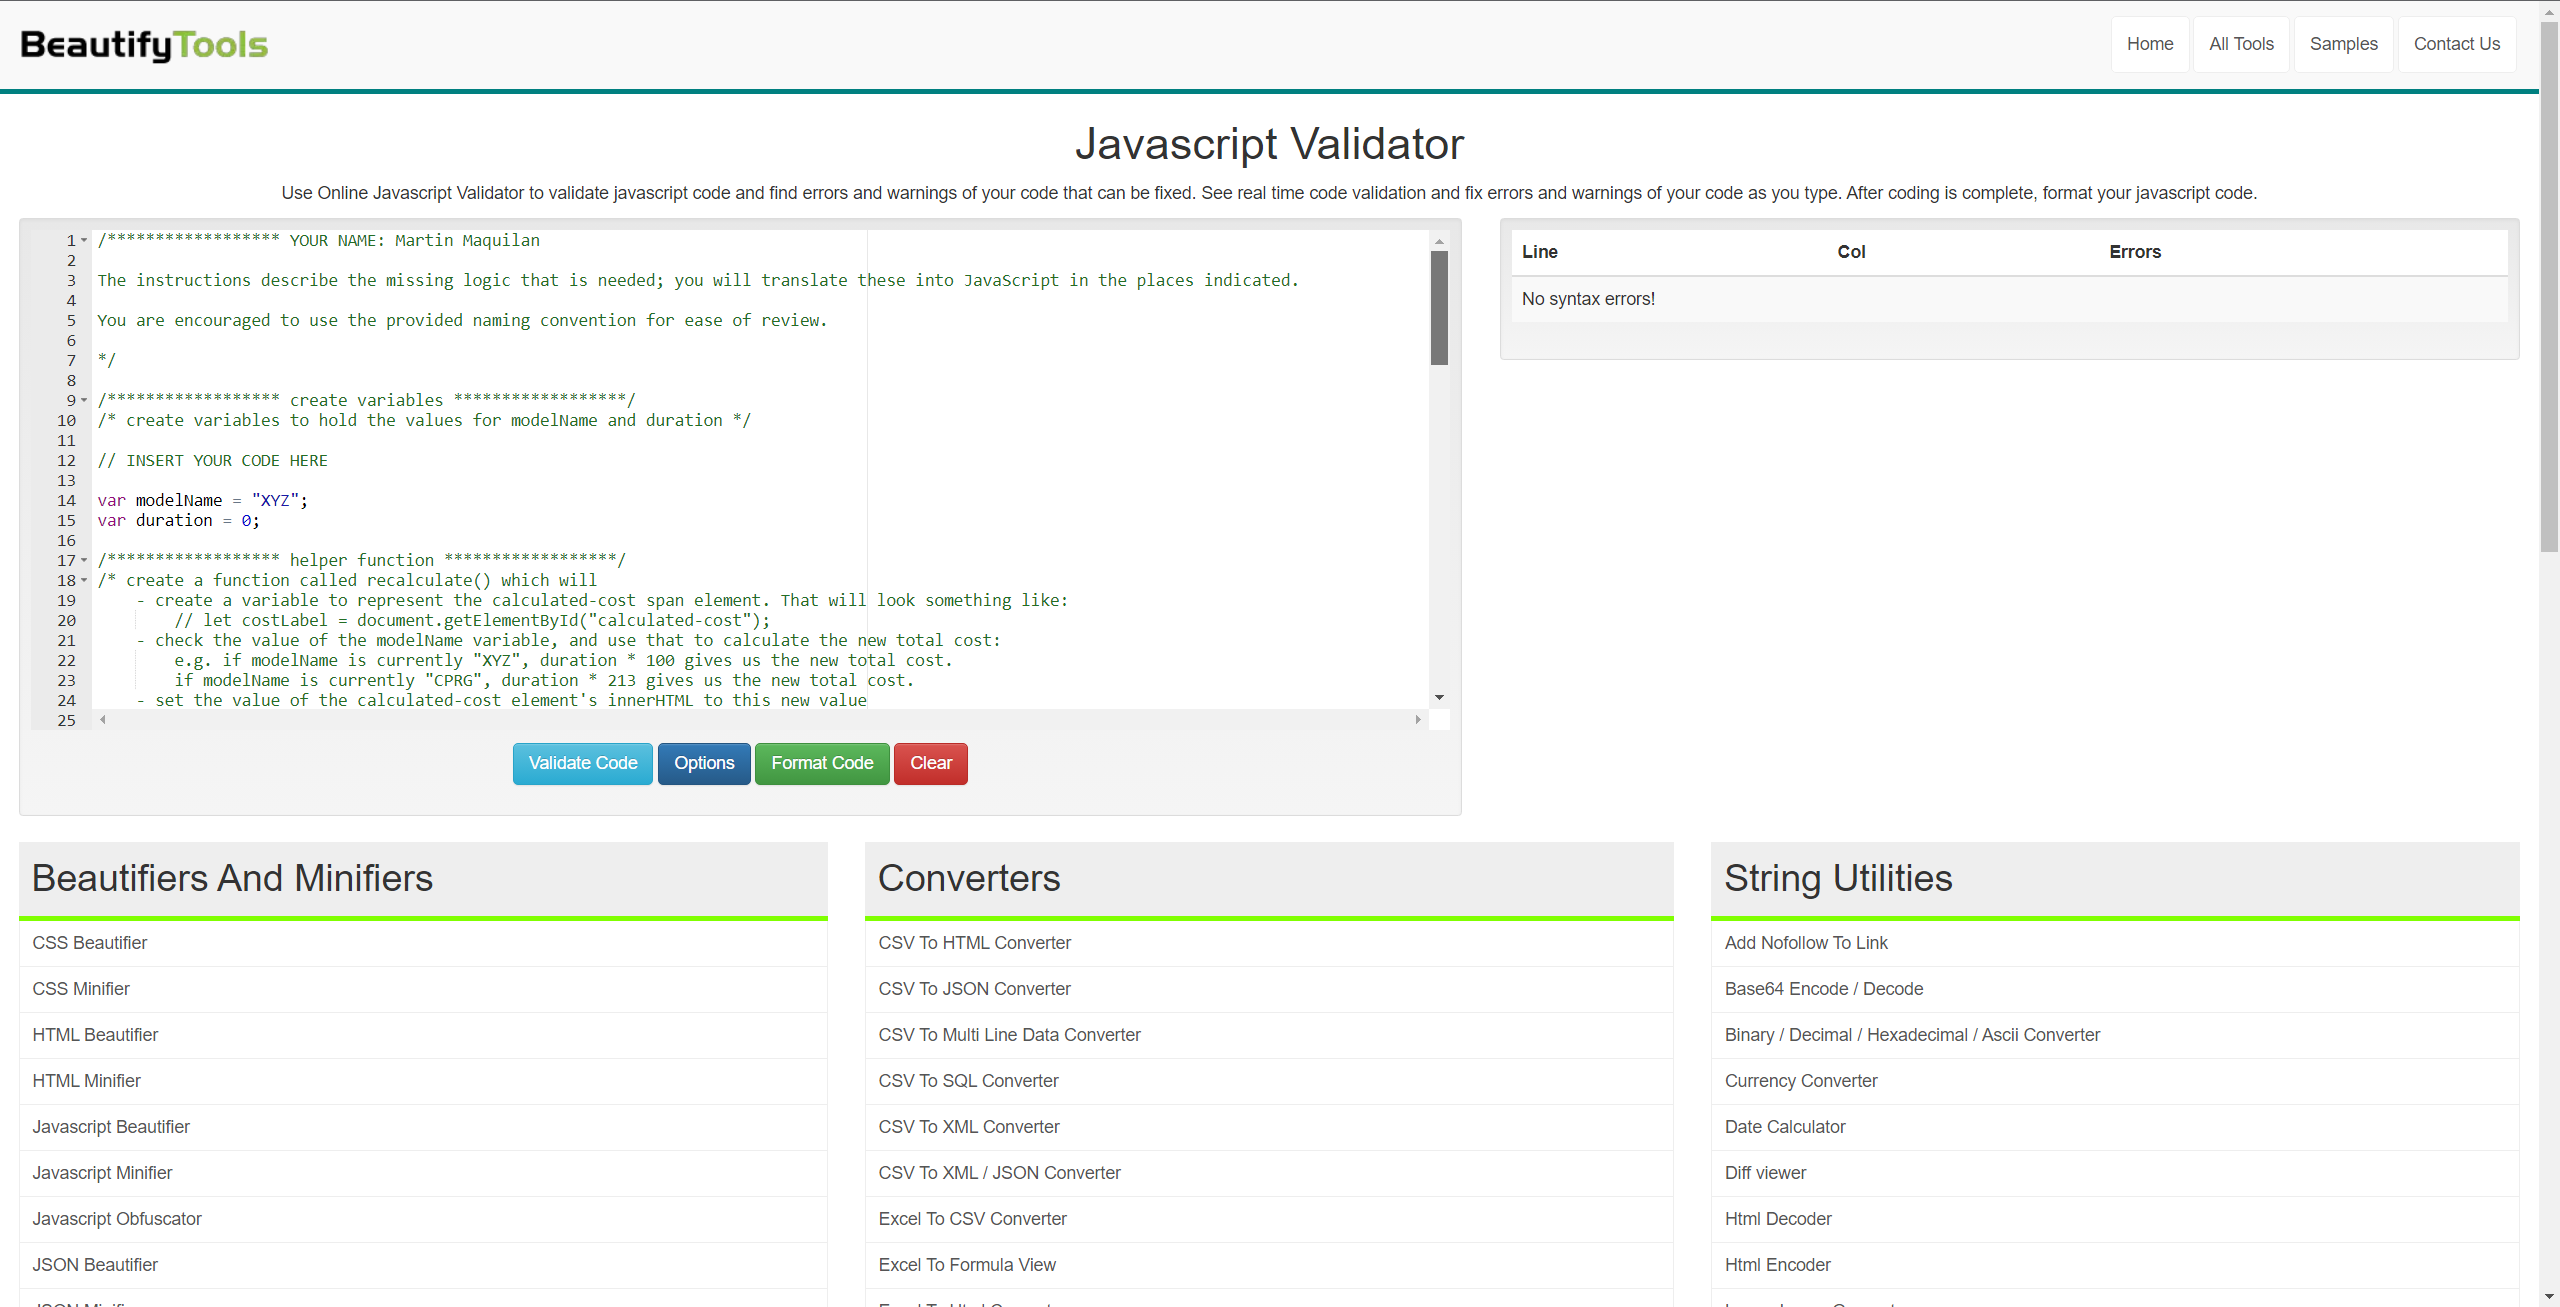 BeautifyTools
Home
All Tools
Samples
Contact Us
Javascript Validator
Use Online Javascript Validator to validate javascript code and find errors and warnings of your code that can be fixed. See real time code validation and fix errors and warnings of your code as you type. After coding is complete, format your javascript code.
1 /****************** YOUR NAME: Martin Maquilan
2
3 The instructions describe the missing logic that is needed; you will translate these into JavaScript in the places indicated.
4
5 You are encouraged to use the provided naming convention for ease of review.
6
7 */
8
9 /****************** create variables ******************/
10 /* create variables to hold the values for modelName and duration */
11
12 // INSERT YOUR CODE HERE
13
14 var modelName = "XYZ";
15 var duration = 0;
16
17 /****************** helper function ******************/
18 /* create a function called recalculate() which will
19     - create a variable to represent the calculated-cost span element. That will look something like:
20         // let costLabel = document.getElementById("calculated-cost");
21     - check the value of the modelName variable, and use that to calculate the new total cost:
22         e.g. if modelName is currently "XYZ", duration * 100 gives us the new total cost.
23         if modelName is currently "CPRG", duration * 213 gives us the new total cost.
24     - set the value of the calculated-cost element's innerHTML to this new value
25
Validate Code
Options
Format Code
Clear
Line Col Errors
No syntax errors!
Beautifiers And Minifiers
CSS Beautifier
CSS Minifier
HTML Beautifier
HTML Minifier
Javascript Beautifier
Javascript Minifier
Javascript Obfuscator
JSON Beautifier
Converters
CSV To HTML Converter
CSV To JSON Converter
CSV To Multi Line Data Converter
CSV To SQL Converter
CSV To XML Converter
CSV To XML / JSON Converter
Excel To CSV Converter
Excel To Formula View
String Utilities
Add Nofollow To Link
Base64 Encode / Decode
Binary / Decimal / Hexadecimal / Ascii Converter
Currency Converter
Date Calculator
Diff viewer
Html Decoder
Html Encoder